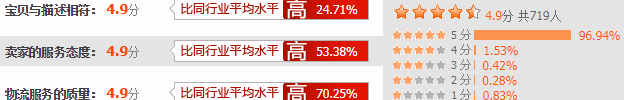 宝贝与描述相符： 4.9分 比同行业平均水平 高 24.71%
卖家的服务态度： 4.9分 比同行业平均水平 高 53.38%
物流服务的质量： 4.9分 比同行业平均水平 高 70.25%
4.9分 共719人
5 分 96.94%
4 分 1.53%
3 分 0.42%
2 分 0.28%
1 分 0.83%